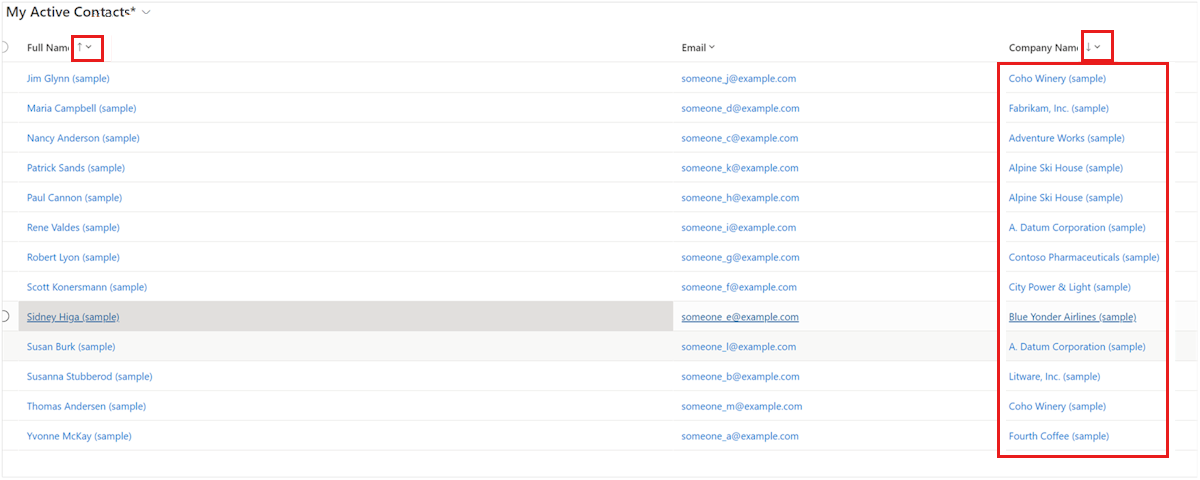 My Active Contacts*
Full Name Email Company Name
Jim Glynn (sample) someone_j@example.com Coho Winery (sample)
Maria Campbell (sample) someone_d@example.com Fabrikam, Inc. (sample)
Nancy Anderson (sample) someone_c@example.com Adventure Works (sample)
Patrick Sands (sample) someone_k@example.com Alpine Ski House (sample)
Paul Cannon (sample) someone_h@example.com Alpine Ski House (sample)
Rene Valdes (sample) someone_i@example.com A. Datum Corporation (sample)
Robert Lyon (sample) someone_g@example.com Contoso Pharmaceuticals (sample)
Scott Konersmann (sample) someone_f@example.com City Power & Light (sample)
Sidney Higa (sample) someone_e@example.com Blue Yonder Airlines (sample)
Susan Burk (sample) someone_l@example.com A. Datum Corporation (sample)
Susanna Stubberod (sample) someone_b@example.com Litware, Inc. (sample)
Thomas Andersen (sample) someone_m@example.com Coho Winery (sample)
Yvonne McKay (sample) someone_a@example.com Fourth Coffee (sample)